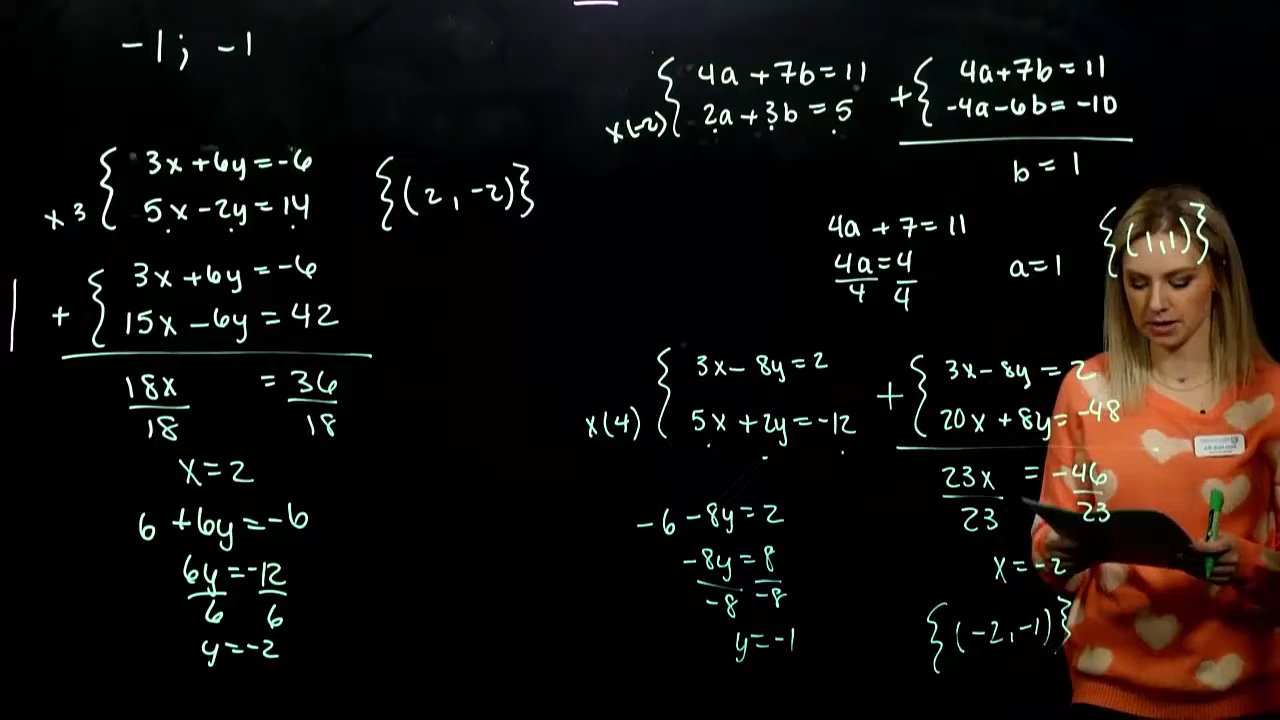 -1; -1
x 3 { 3x + 6y = -6
5x - 2y = 14
{(2, -2)}
+ { 3x + 6y = -6
15x - 6y = 42
18x = 36
18 18
x = 2
6 + 6y = -6
6y = -12
6 6
y = -2
4a + 7b = 11
x(-2) { 2a + 3b = 5
+ { 4a + 7b = 11
-4a - 6b = -10
b = 1
4a + 7 = 11
4a = 4
4 4
a = 1
{(1, 1)}
3x - 8y = 2
x(4) { 5x + 2y = -12
+ { 3x - 8y = 2
20x + 8y = -48
23x = -46
23 23
x = -2
-6 - 8y = 2
-8y = 8
-8 -8
y = -1
{(-2, -1)}